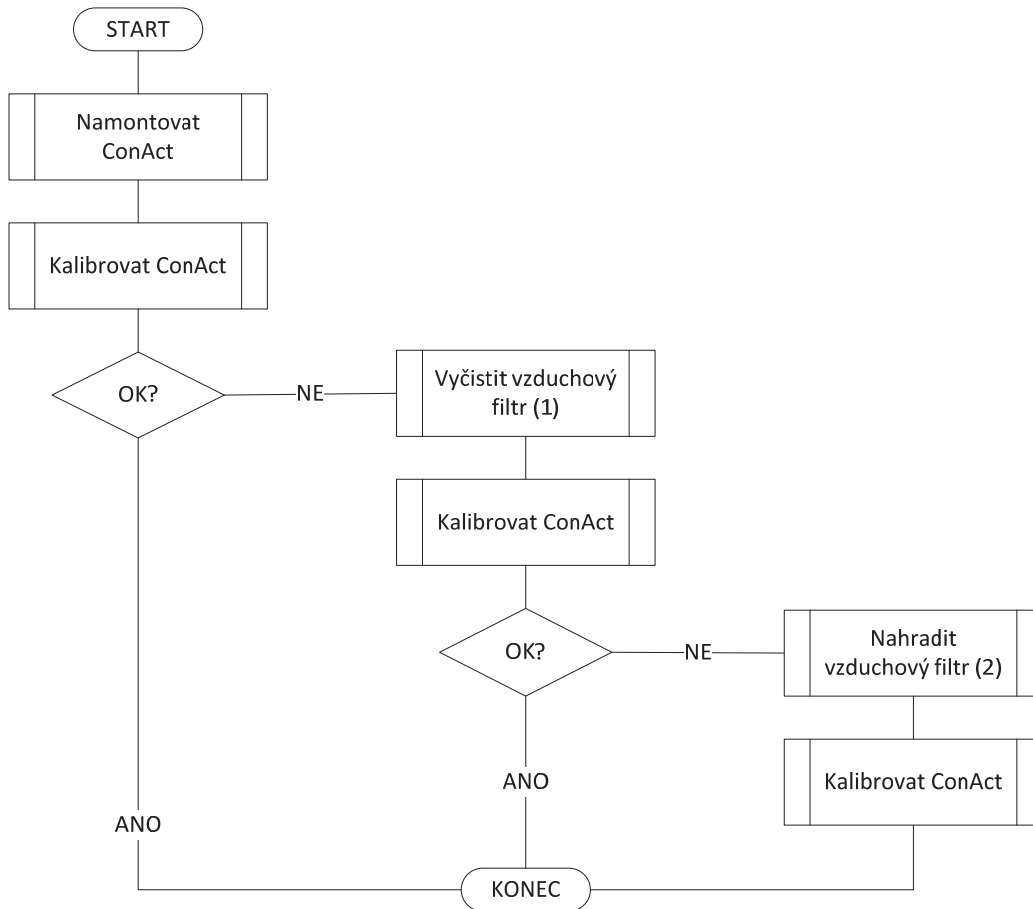 START
Namontovat
ConAct
Kalibrovat ConAct
OK?
NE
Vyčistit vzduchový
filtr (1)
Kalibrovat ConAct
OK?
NE
Nahradit
vzduchový filtr (2)
Kalibrovat ConAct
ANO
ANO
KONEC